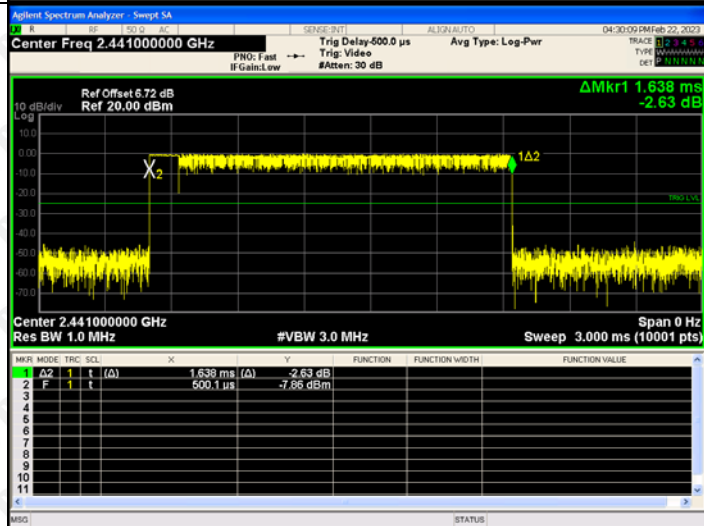 Agilent Spectrum Analyzer - Swept SA
R RF 50 Ω AC SENSE:INT ALIGNAUTO 04:30:09 PM Feb 22, 2023
Center Freq 2.441000000 GHz
PNO: Fast
IFGain:Low
Trig Delay-500.0 µs
Trig: Video
#Atten: 30 dB
Avg Type: Log-Pwr
TRACE 1 2 3 4 5 6
TYPE W
DET P N N N N N
ΔMkr1 1.638 ms
-2.63 dB
Ref Offset 6.72 dB
10 dB/div Ref 20.00 dBm
Log
10.0
0.00
-10.0
-20.0
-30.0
-40.0
-50.0
-60.0
-70.0
X2
1Δ2
TRIG LVL
Center 2.441000000 GHz Span 0 Hz
Res BW 1.0 MHz #VBW 3.0 MHz Sweep 3.000 ms (10001 pts)
MKR MODE TRC SCL X Y FUNCTION FUNCTION WIDTH FUNCTION VALUE
1 Δ2 1 t (Δ) 1.638 ms (Δ) -2.63 dB
2 F 1 t 500.1 µs -7.86 dBm
3
4
5
6
7
8
9
10
11
MSG STATUS